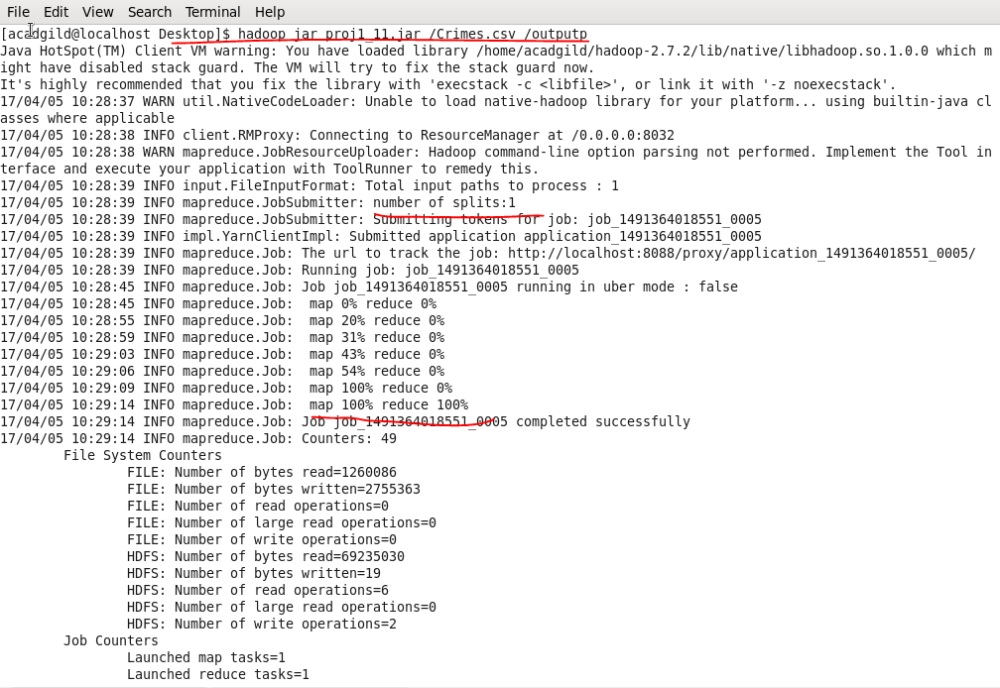 File Edit View Search Terminal Help
[acadgild@localhost Desktop]$ hadoop jar proj1_11.jar /Crimes.csv /outputp
Java HotSpot(TM) Client VM warning: You have loaded library /home/acadgild/hadoop-2.7.2/lib/native/libhadoop.so.1.0.0 which m
ight have disabled stack guard. The VM will try to fix the stack guard now.
It's highly recommended that you fix the library with 'execstack -c <libfile>', or link it with '-z noexecstack'.
17/04/05 10:28:37 WARN util.NativeCodeLoader: Unable to load native-hadoop library for your platform... using builtin-java cl
asses where applicable
17/04/05 10:28:38 INFO client.RMProxy: Connecting to ResourceManager at /0.0.0.0:8032
17/04/05 10:28:38 WARN mapreduce.JobResourceUploader: Hadoop command-line option parsing not performed. Implement the Tool in
terface and execute your application with ToolRunner to remedy this.
17/04/05 10:28:39 INFO input.FileInputFormat: Total input paths to process : 1
17/04/05 10:28:39 INFO mapreduce.JobSubmitter: number of splits:1
17/04/05 10:28:39 INFO mapreduce.JobSubmitter: Submitting tokens for job: job_1491364018551_0005
17/04/05 10:28:39 INFO impl.YarnClientImpl: Submitted application application_1491364018551_0005
17/04/05 10:28:39 INFO mapreduce.Job: The url to track the job: http://localhost:8088/proxy/application_1491364018551_0005/
17/04/05 10:28:39 INFO mapreduce.Job: Running job: job_1491364018551_0005
17/04/05 10:28:45 INFO mapreduce.Job: Job job_1491364018551_0005 running in uber mode : false
17/04/05 10:28:45 INFO mapreduce.Job:  map 0% reduce 0%
17/04/05 10:28:55 INFO mapreduce.Job:  map 20% reduce 0%
17/04/05 10:28:59 INFO mapreduce.Job:  map 31% reduce 0%
17/04/05 10:29:03 INFO mapreduce.Job:  map 43% reduce 0%
17/04/05 10:29:06 INFO mapreduce.Job:  map 54% reduce 0%
17/04/05 10:29:09 INFO mapreduce.Job:  map 100% reduce 0%
17/04/05 10:29:14 INFO mapreduce.Job:  map 100% reduce 100%
17/04/05 10:29:14 INFO mapreduce.Job: Job job_1491364018551_0005 completed successfully
17/04/05 10:29:14 INFO mapreduce.Job: Counters: 49
File System Counters
FILE: Number of bytes read=1260086
FILE: Number of bytes written=2755363
FILE: Number of read operations=0
FILE: Number of large read operations=0
FILE: Number of write operations=0
HDFS: Number of bytes read=69235030
HDFS: Number of bytes written=19
HDFS: Number of read operations=6
HDFS: Number of large read operations=0
HDFS: Number of write operations=2
Job Counters
Launched map tasks=1
Launched reduce tasks=1